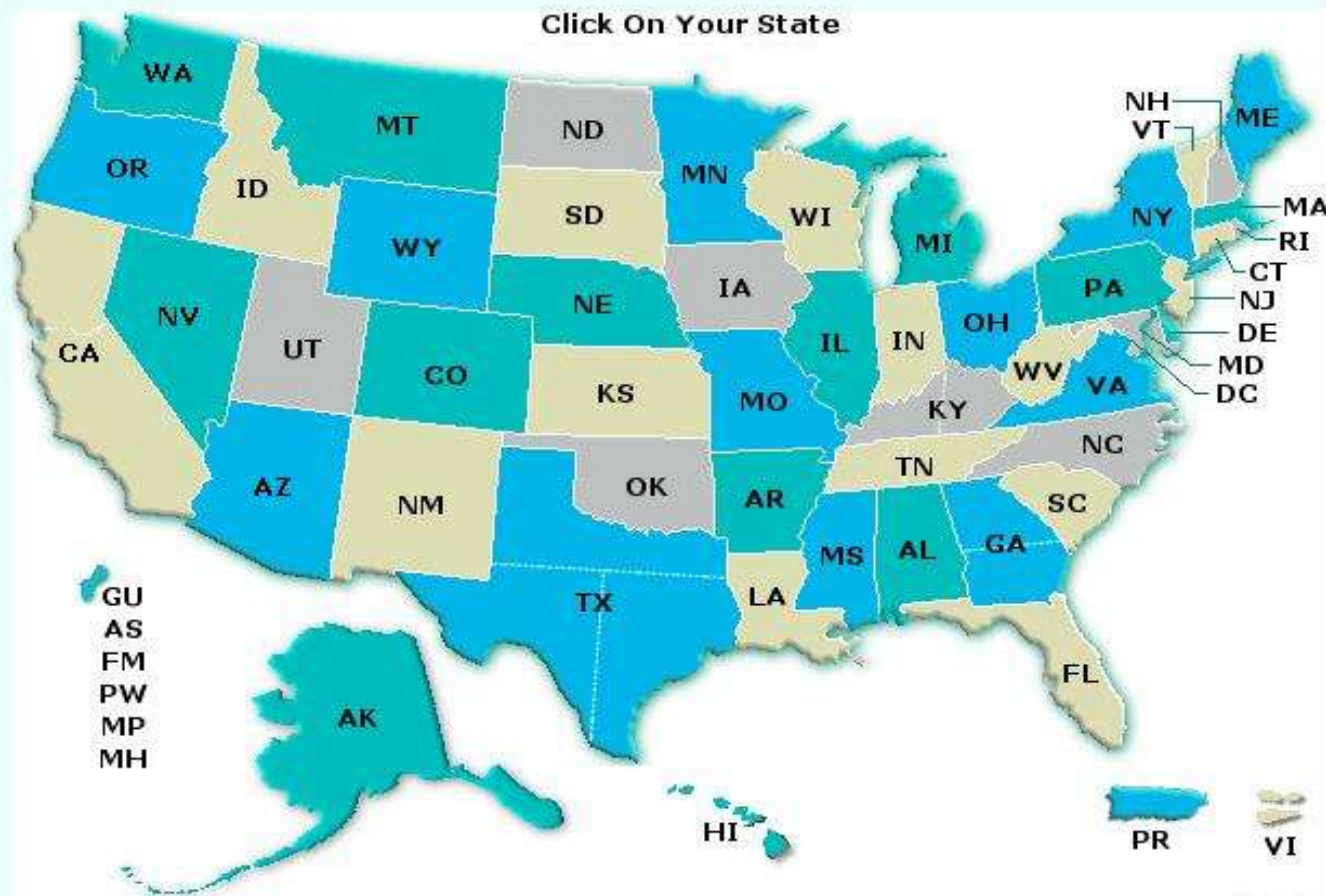 Click On Your State
WA
MT
ND
MN
NH
VT
ME
OR
ID
SD
WI
MI
NY
MA
RI
CT
NJ
WY
IA
NE
PA
DE
MD
DC
NV
UT
CO
IL
IN
OH
WV
VA
CA
KS
MO
KY
NC
AZ
NM
OK
AR
TN
SC
MS
AL
GA
TX
LA
FL
GU
AS
FM
PW
MP
MH
AK
HI
PR
VI